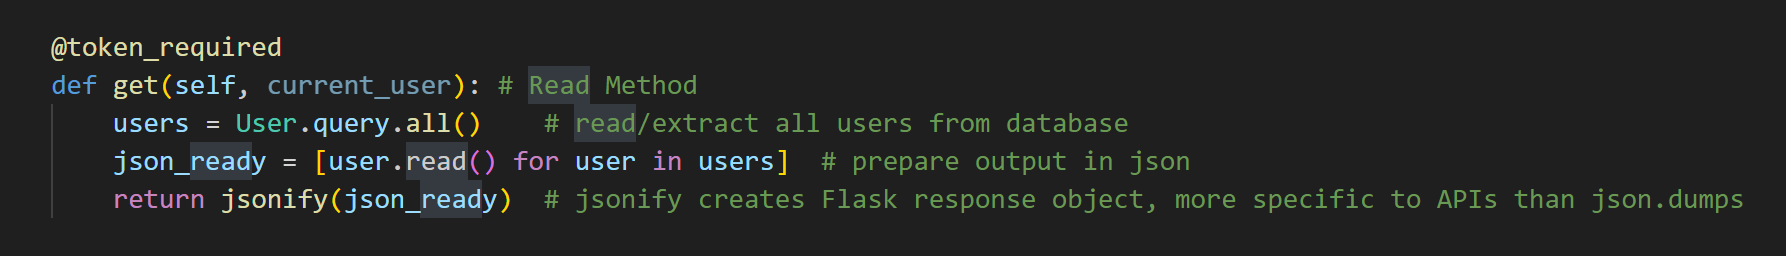 @token_required
def get(self, current_user): # Read Method
    users = User.query.all()    # read/extract all users from database
    json_ready = [user.read() for user in users]  # prepare output in json
    return jsonify(json_ready)  # jsonify creates Flask response object, more specific to APIs than json.dumps